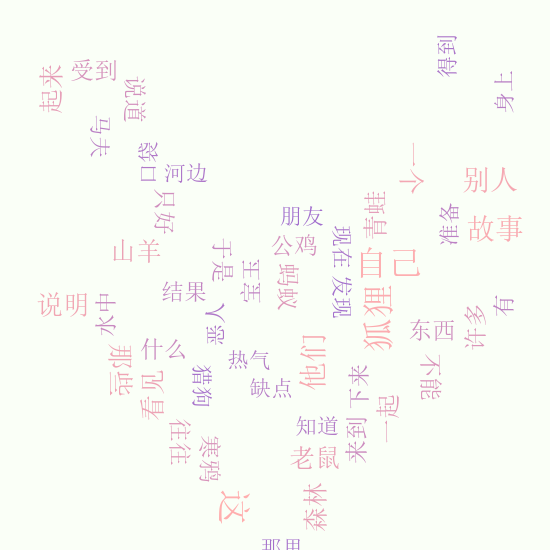 得到
受到
起来
身上
说道
马夫
口袋
河边
一个
别人
只好
青蛙
准备
故事
朋友
公鸡
现在
山羊
于是
宝玉
蚂蚁
发现
自己
说明
水中
结果
狐狸
有
恶人
东西
许多
那些
什么
热气
他们
看见
猎狗
缺点
下来
不能
一起
往往
寒鸦
知道
来到
老鼠
这
森林
那里